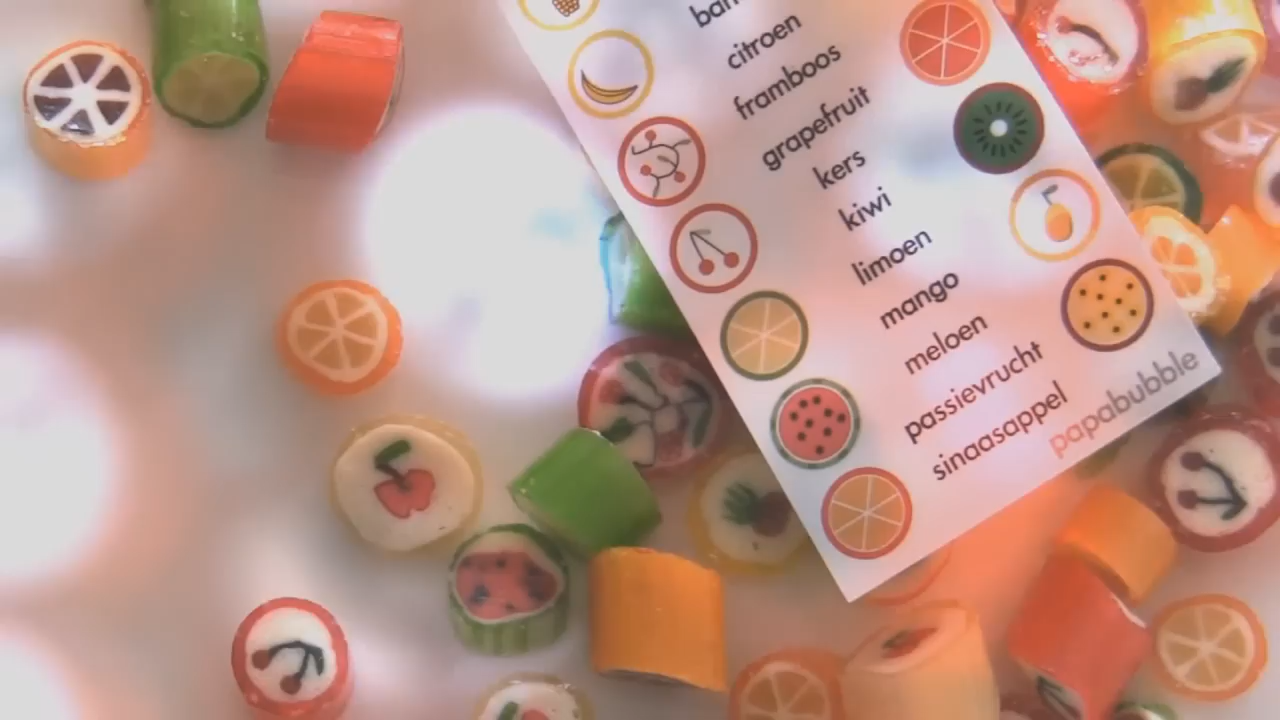 citroen
framboos
grapefruit
kers
kiwi
limoen
mango
meloen
passievrucht
sinaasappel
papabubble